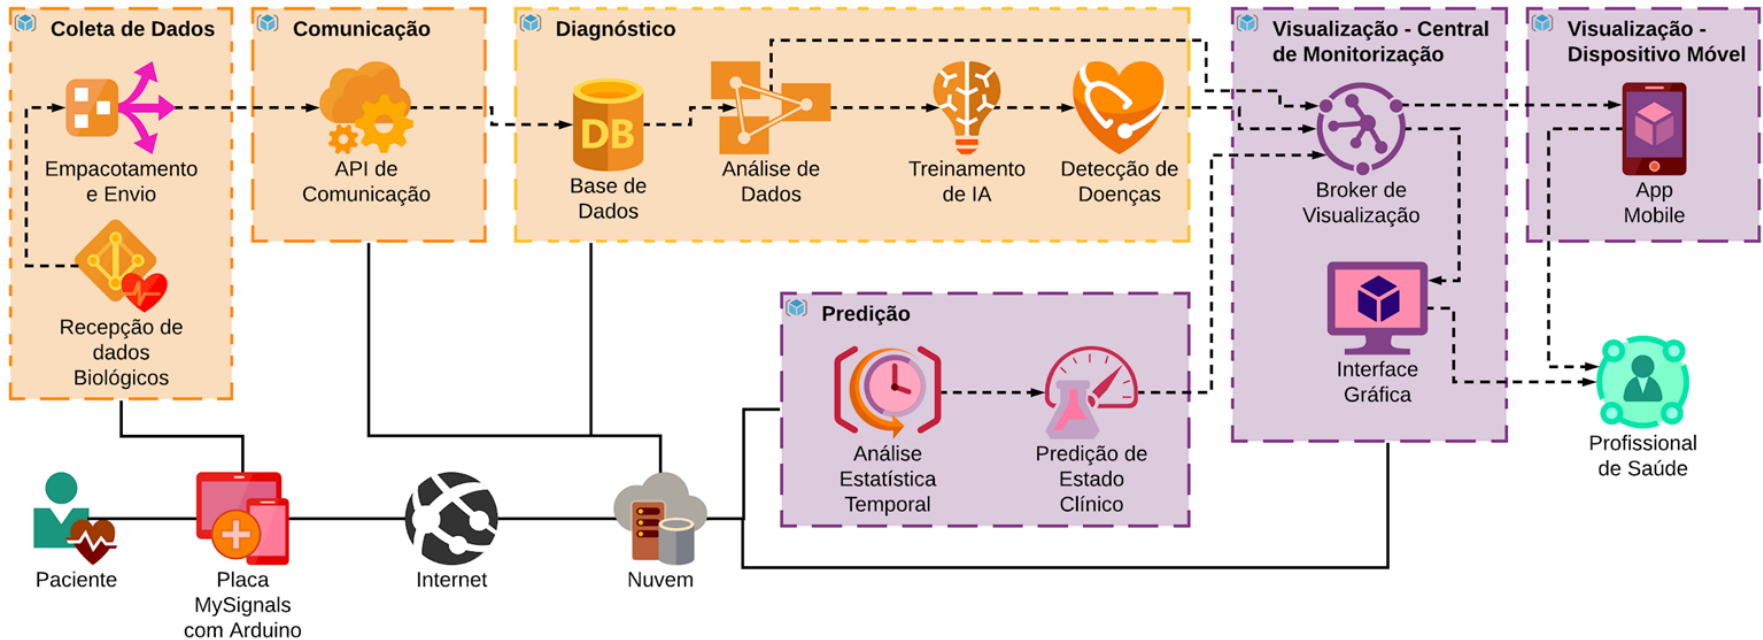 Coleta de Dados
Empacotamento
e Envio
Recepção de
dados
Biológicos
Comunicação
API de
Comunicação
Diagnóstico
DB
Base de
Dados
Análise de
Dados
Treinamento
de IA
Detecção de
Doenças
Visualização - Central
de Monitorização
Broker de
Visualização
Interface
Gráfica
Visualização -
Dispositivo Móvel
App
Mobile
Predição
Análise
Estatística
Temporal
Predição de
Estado
Clínico
Profissional
de Saúde
Paciente
Placa
MySignals
com Arduino
Internet
Nuvem